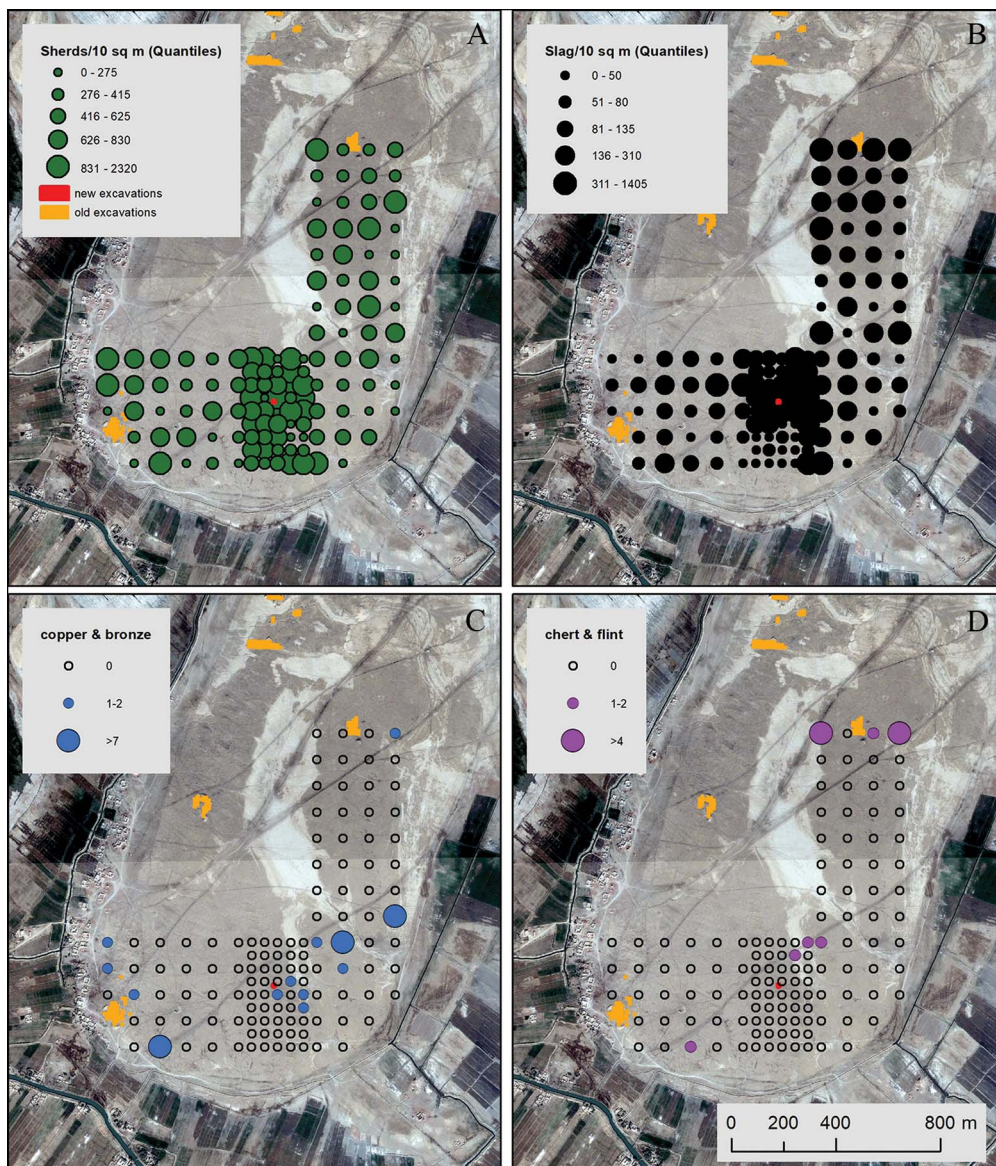 A
Sherds/10 sq m (Quantiles)
0 - 275
276 - 415
416 - 625
626 - 830
831 - 2320
new excavations
old excavations
B
Slag/10 sq m (Quantiles)
0 - 50
51 - 80
81 - 135
136 - 310
311 - 1405
C
copper & bronze
0
1-2
>7
D
chert & flint
0
1-2
>4
0 200 400 800 m